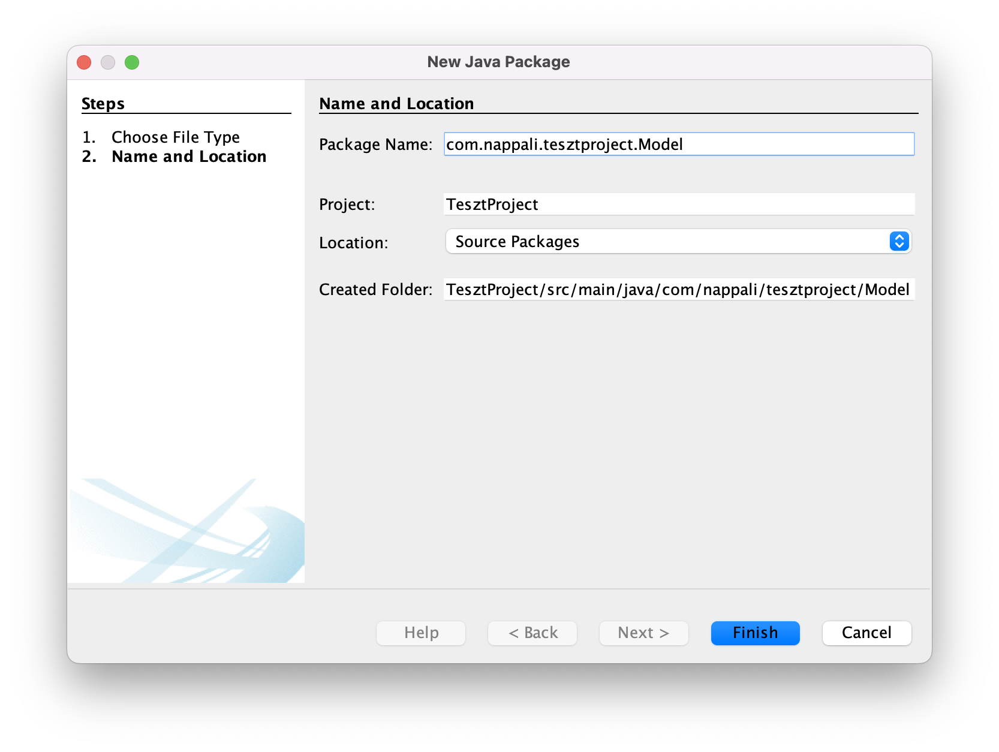 New Java Package
Steps
1. Choose File Type
2. Name and Location
Name and Location
Package Name: com.nappali.tesztproject.Model
Project: TesztProject
Location: Source Packages
Created Folder: TesztProject/src/main/java/com/nappali/tesztproject/Model
Help < Back Next > Finish Cancel